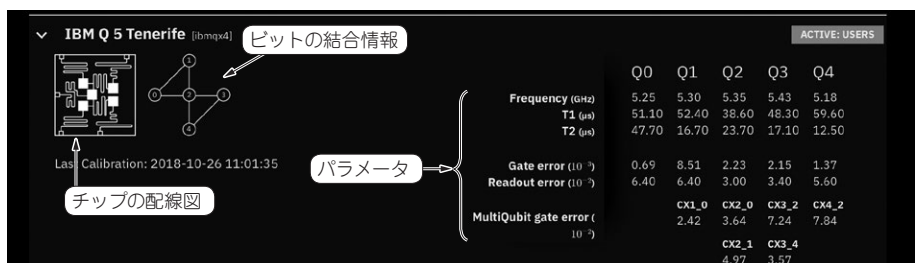 IBM Q 5 Tenerife [ibmqx4]
ACTIVE: USERS
ビットの結合情報
1
0 2 3
4
Last Calibration: 2018-10-26 11:01:35
チップの配線図
パラメータ
Q0 Q1 Q2 Q3 Q4
Frequency (GHz) 5.25 5.30 5.35 5.43 5.18
T1 (μs) 51.10 52.40 38.60 48.30 59.60
T2 (μs) 47.70 16.70 23.70 17.10 12.50
Gate error (10⁻³) 0.69 8.51 2.23 2.15 1.37
Readout error (10⁻²) 6.40 6.40 3.00 3.40 5.60
CX1_0 CX2_0 CX3_2 CX4_2
MultiQubit gate error ( 2.42 3.64 7.24 7.84
10⁻²)
CX2_1 CX3_4
4.97 3.57